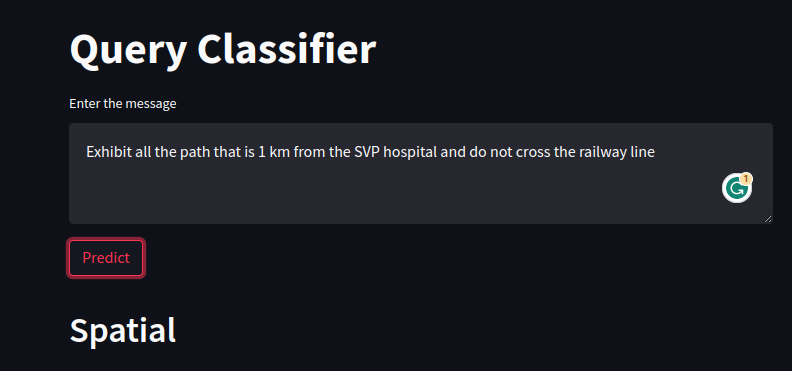 Query Classifier
Enter the message
Exhibit all the path that is 1 km from the SVP hospital and do not cross the railway line
1
Predict
Spatial